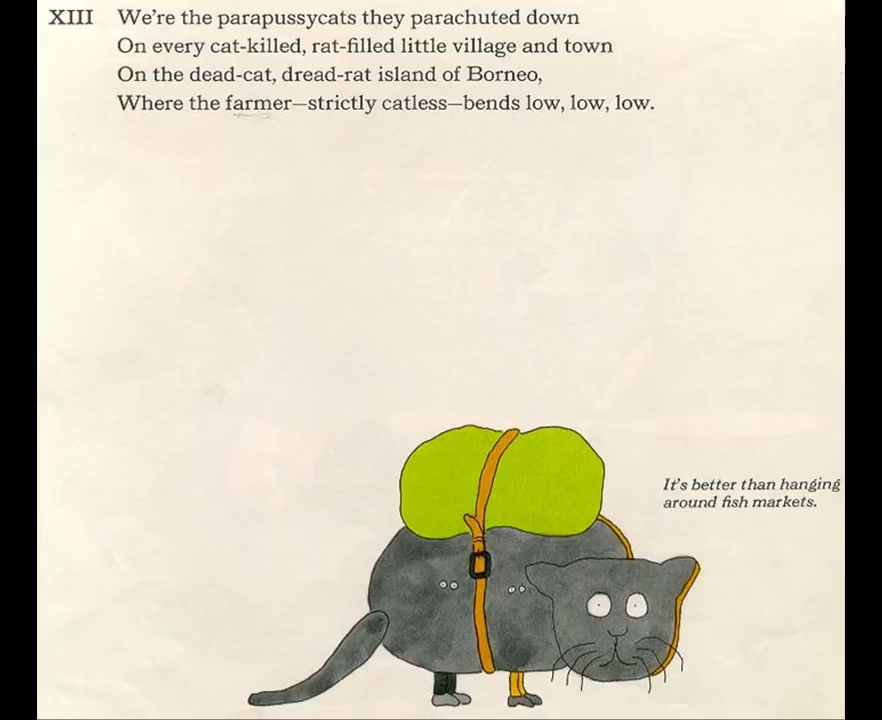 XIII We're the parapussycats they parachuted down
On every cat-killed, rat-filled little village and town
On the dead-cat, dread-rat island of Borneo,
Where the farmer—strictly catless—bends low, low, low.
It's better than hanging
around fish markets.